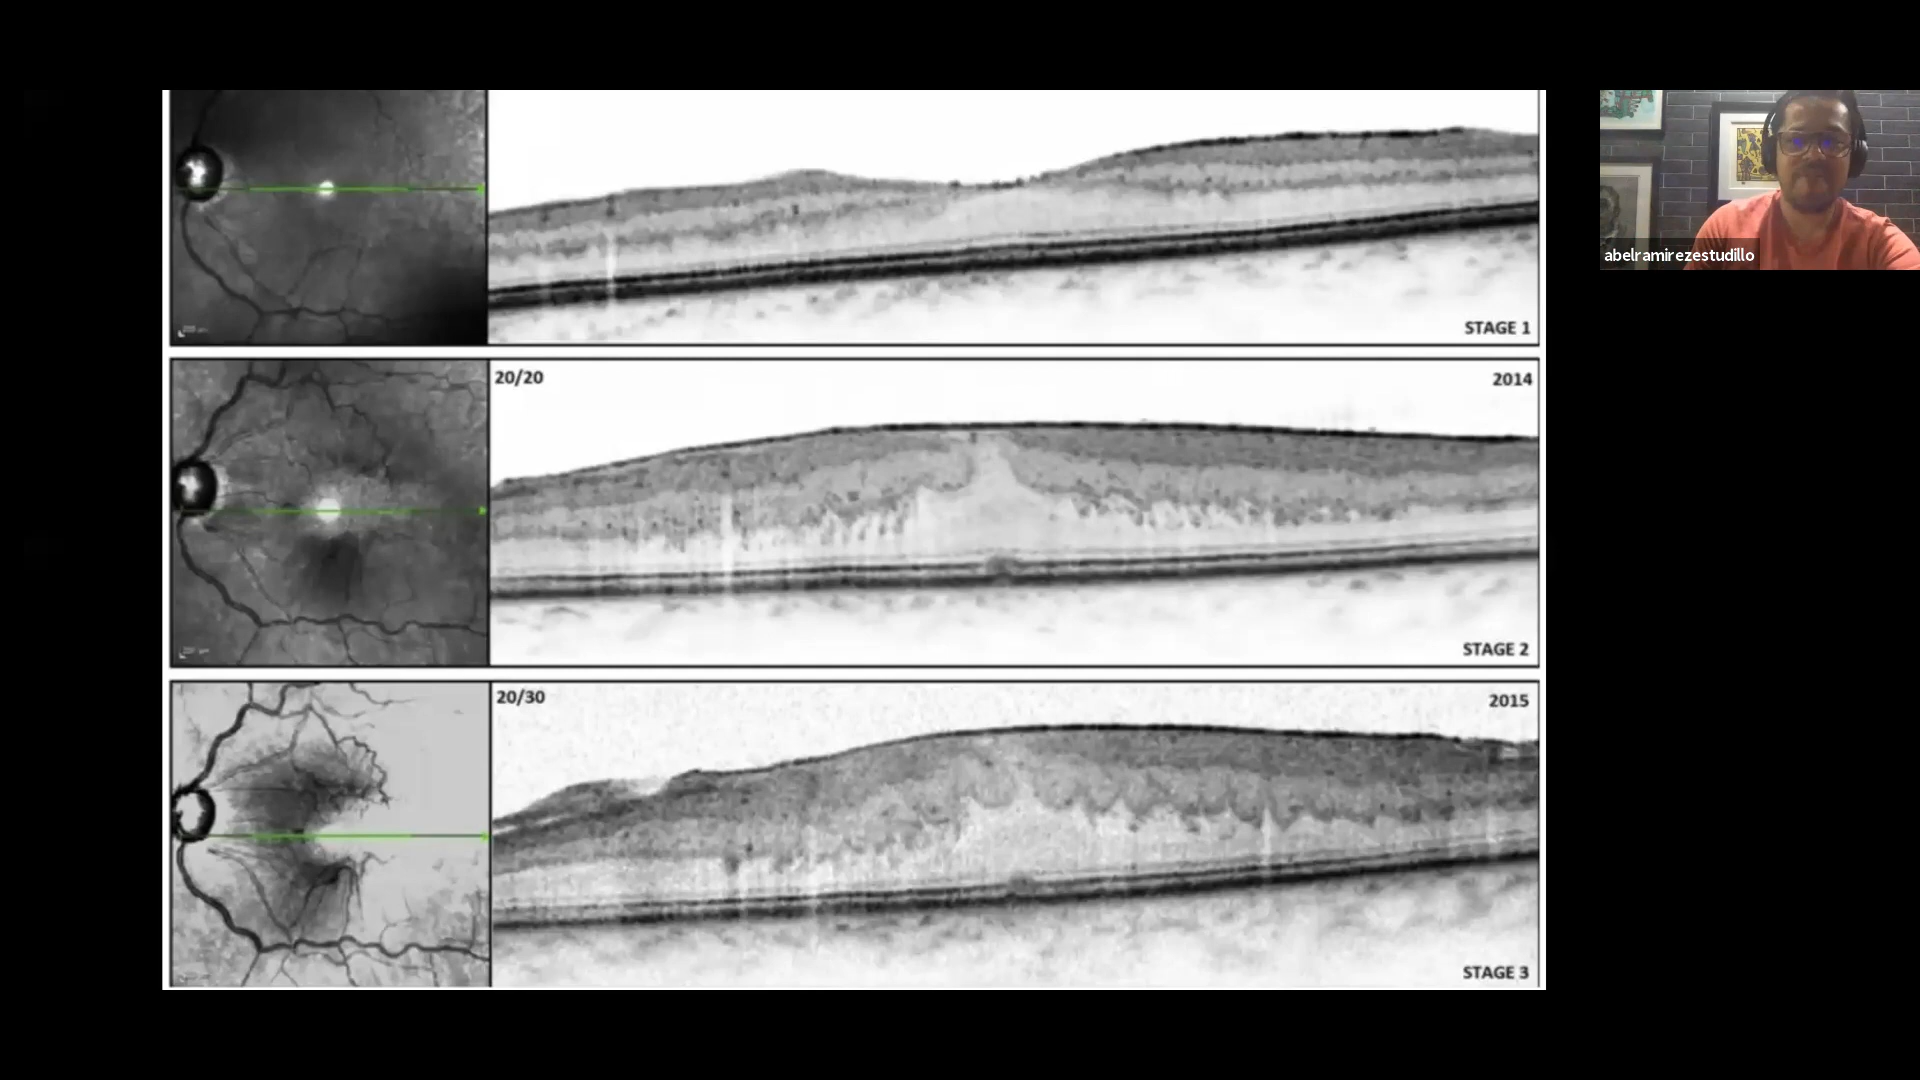 abelramirezestudillo
STAGE 1
20/20
2014
STAGE 2
20/30
2015
STAGE 3